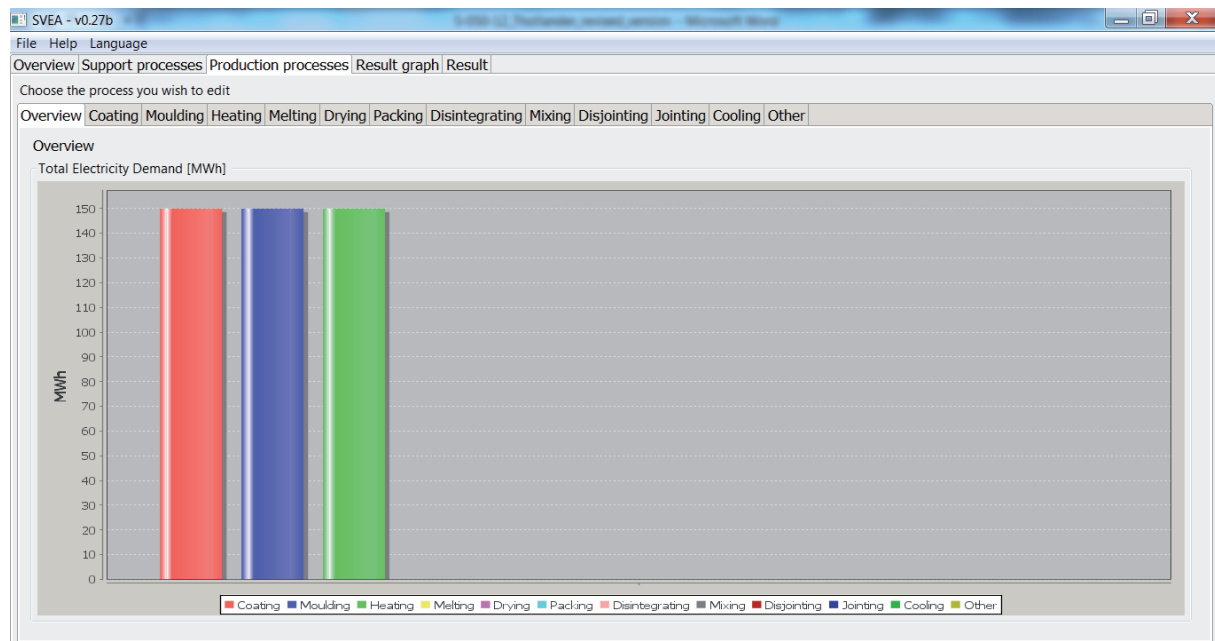 SVEA - v0.27b
File Help Language
Overview Support processes Production processes Result graph Result
Choose the process you wish to edit
Overview Coating Moulding Heating Melting Drying Packing Disintegrating Mixing Disjointing Jointing Cooling Other
Overview
Total Electricity Demand [MWh]
150
140
130
120
110
100
90
80
70
60
50
40
30
20
10
0
MWh
Coating Moulding Heating Melting Drying Packing Disintegrating Mixing Disjointing Jointing Cooling Other